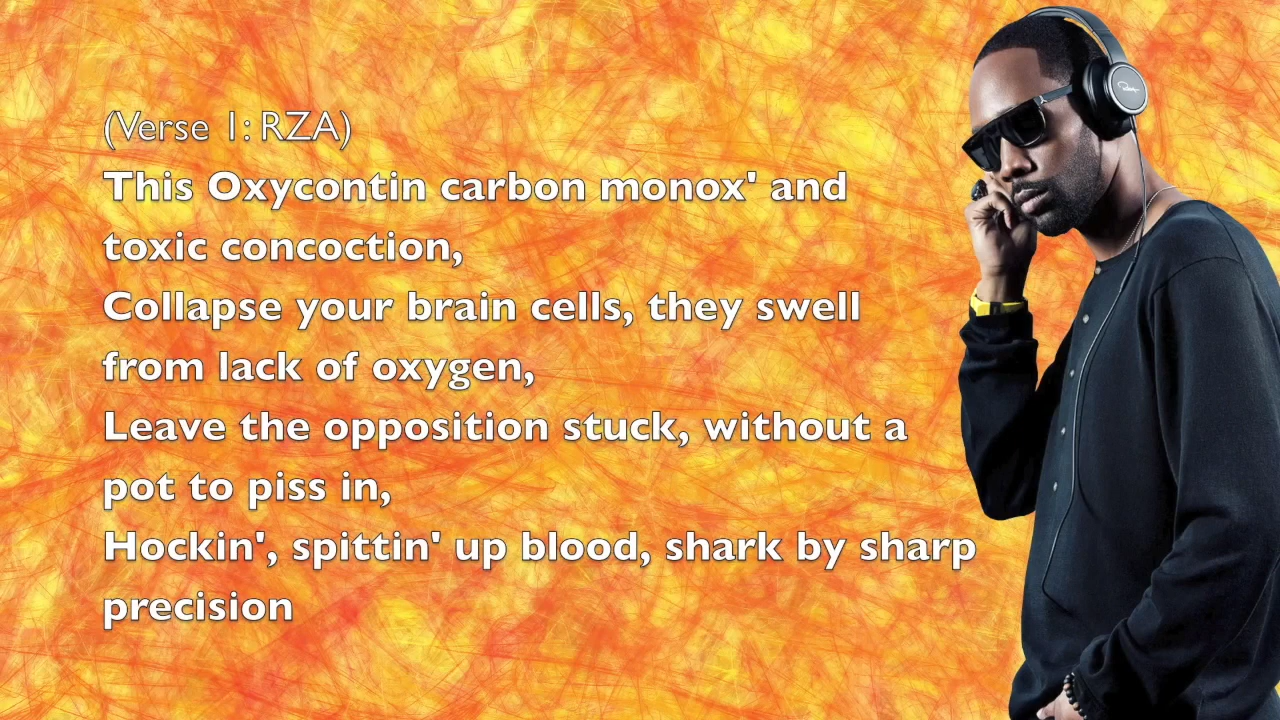 (Verse 1: RZA)
This Oxycontin carbon monox' and
toxic concoction,
Collapse your brain cells, they swell
from lack of oxygen,
Leave the opposition stuck, without a
pot to piss in,
Hockin', spittin' up blood, shark by sharp
precision